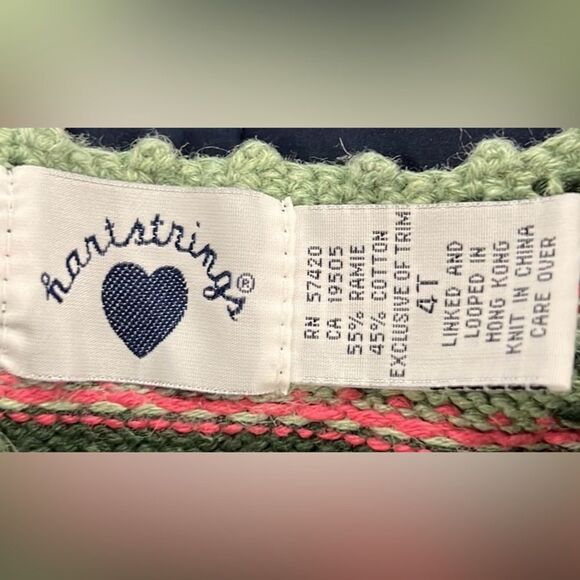 hartstrings®
RN 57420
CA 19505
55% RAMIE
45% COTTON
EXCLUSIVE OF TRIM
4T
LINKED AND
LOOPED IN
HONG KONG
KNIT IN CHINA
CARE OVER